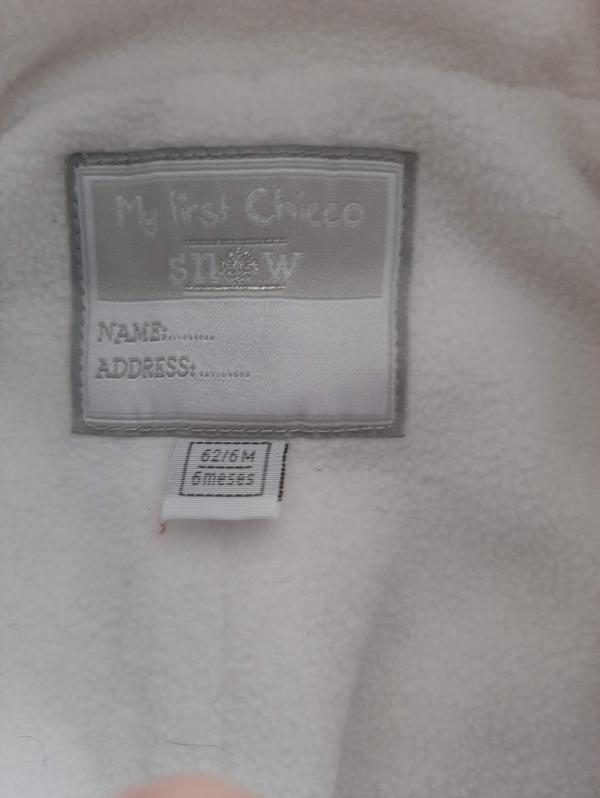 My first Chicco
snow
NAME:.........
ADDRESS:.........
62/6M
6meses